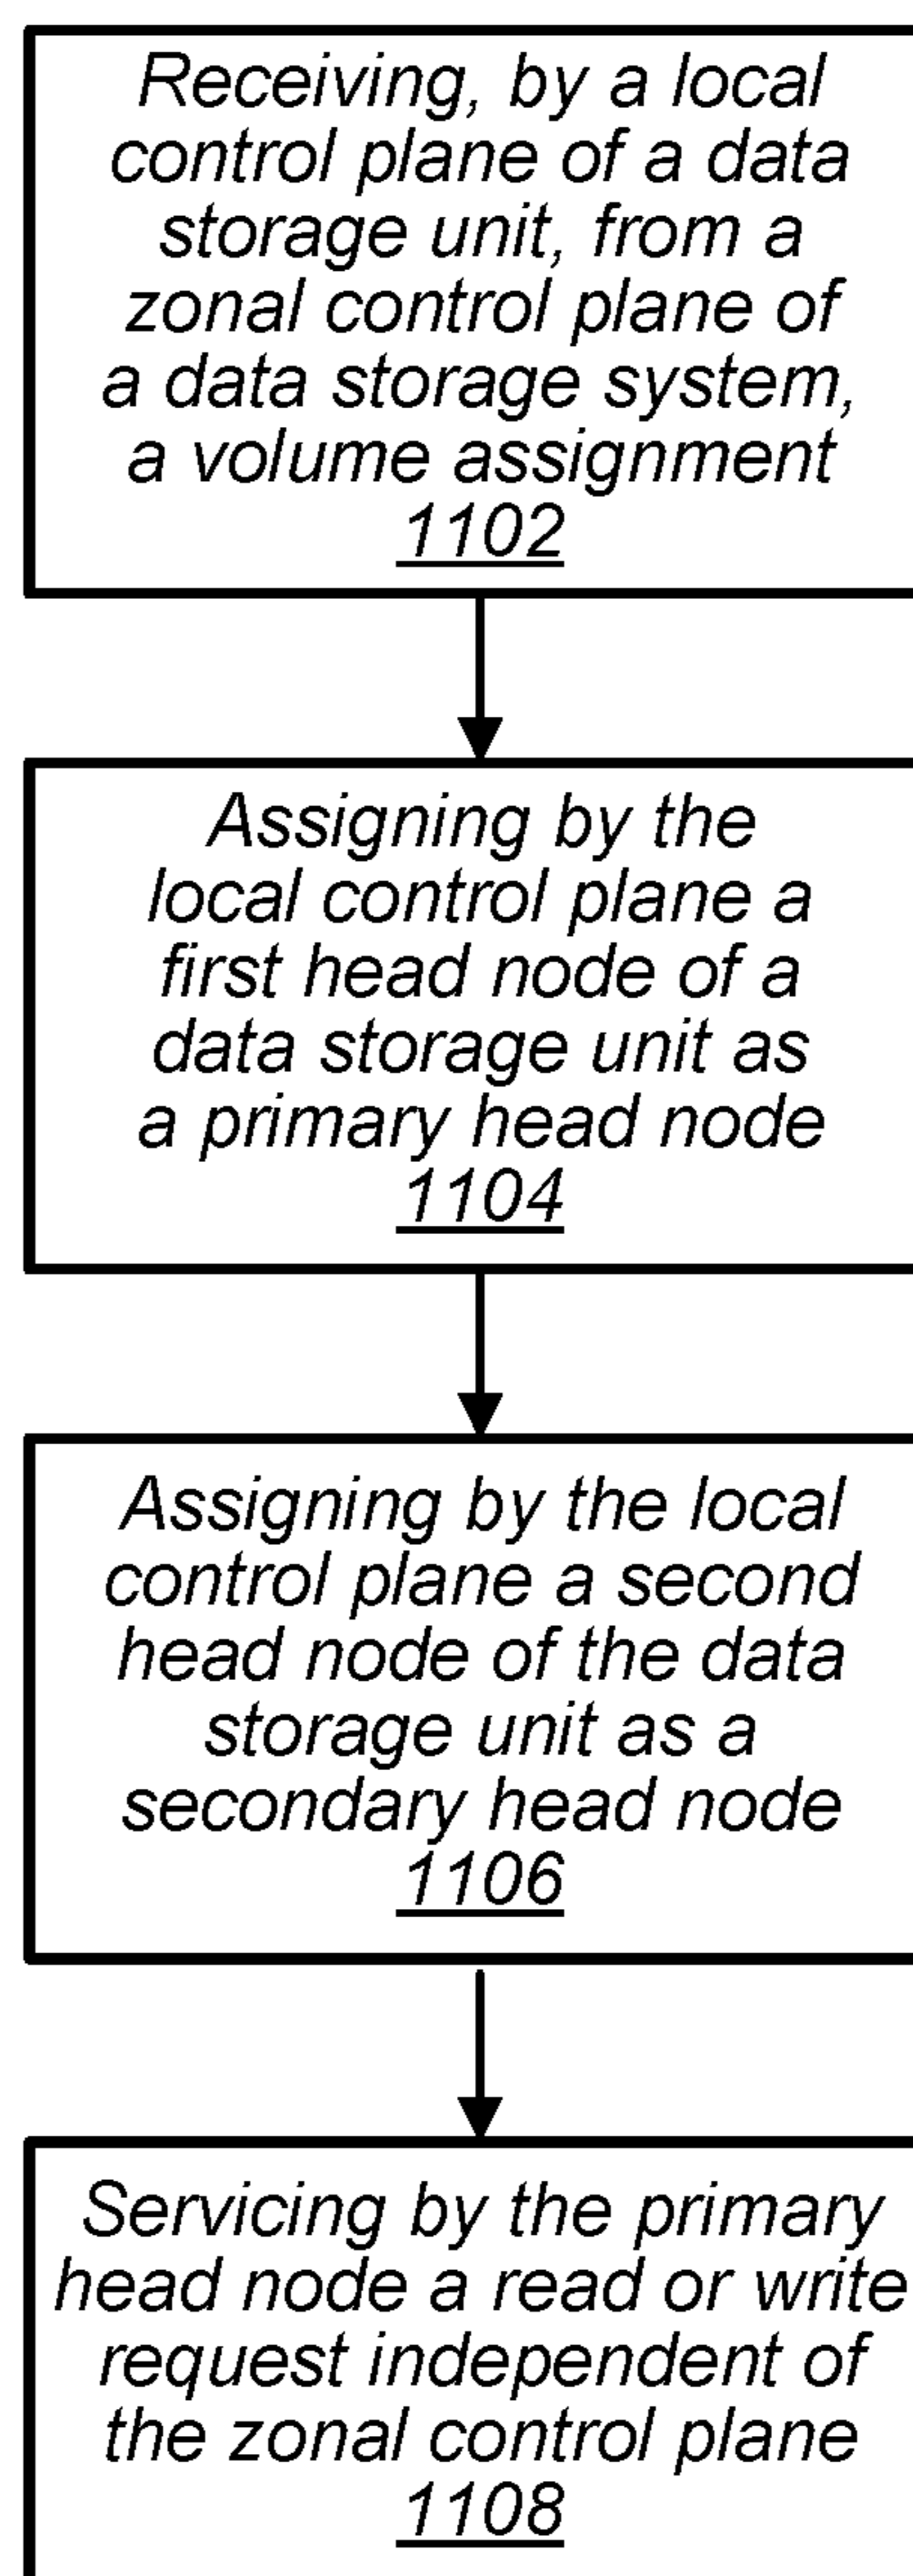 Receiving, by a local
control plane of a data
storage unit, from a
zonal control plane of
a data storage system,
a volume assignment
1102
Assigning by the
local control plane a
first head node of a
data storage unit as
a primary head node
1104
Assigning by the local
control plane a second
head node of the data
storage unit as a
secondary head node
1106
Servicing by the primary
head node a read or write
request independent of
the zonal control plane
1108